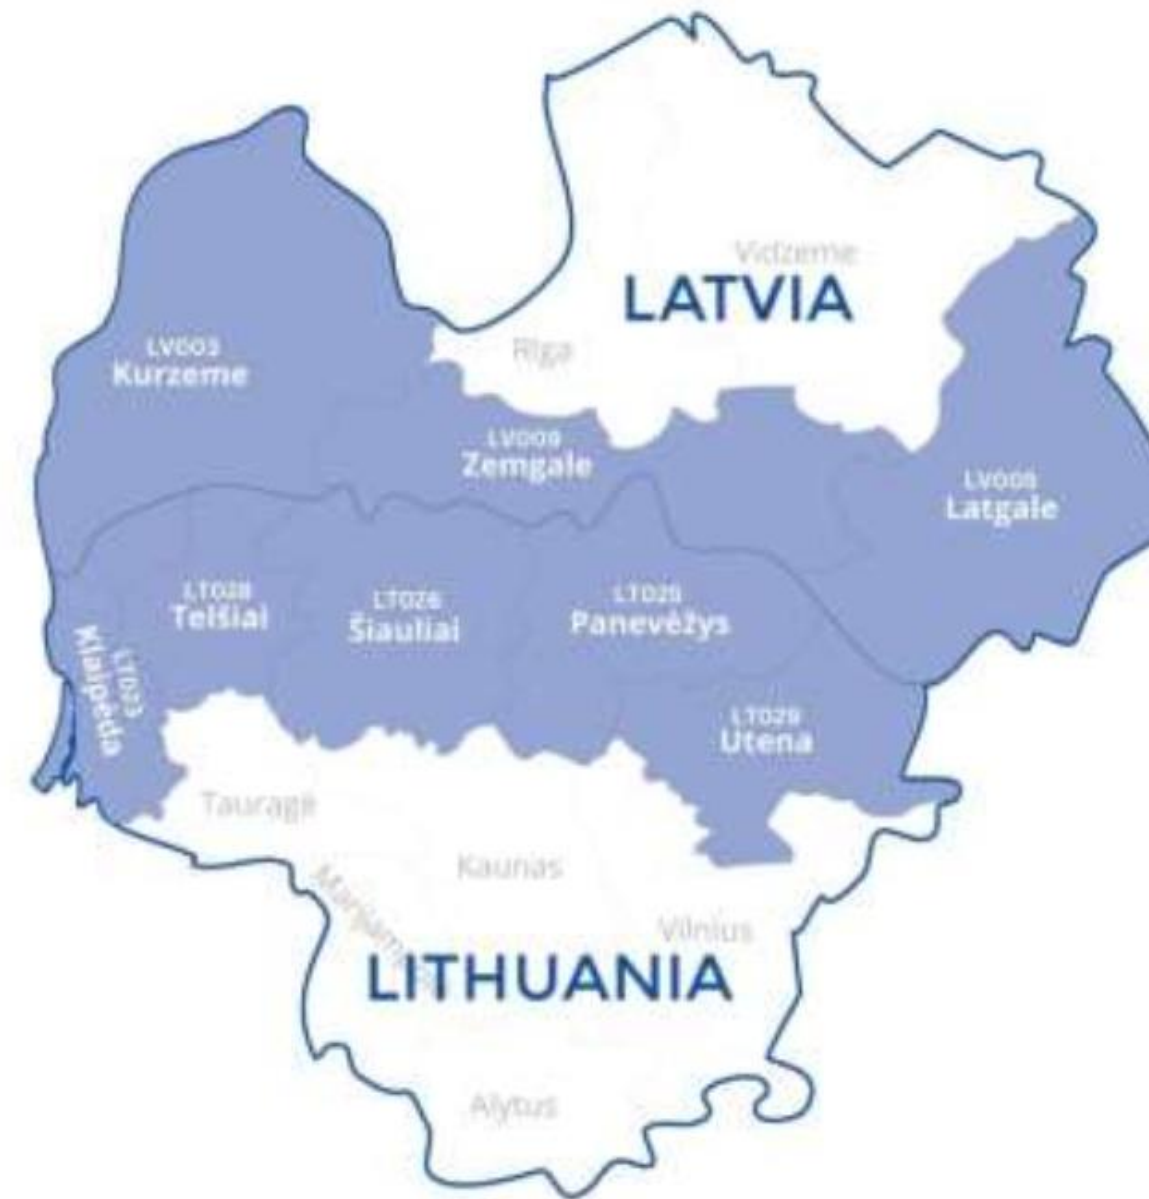 Vidzeme
LATVIA
Rīga
LV003
Kurzeme
LV009
Zemgale
LV005
Latgale
LT028
Telšiai
LT026
Šiauliai
LT025
Panevėžys
LT023
Klaipėda
LT029
Utena
Tauragė
Kaunas
Vilnius
LITHUANIA
Alytus